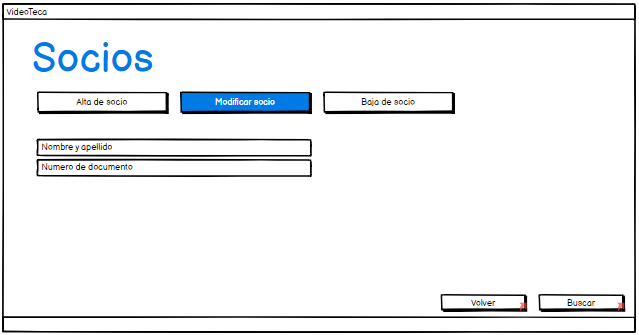 VideoTeca
Socios
Alta de socio
Modificar socio
Baja de socio
Nombre y apellido
Numero de documento
Volver
Buscar